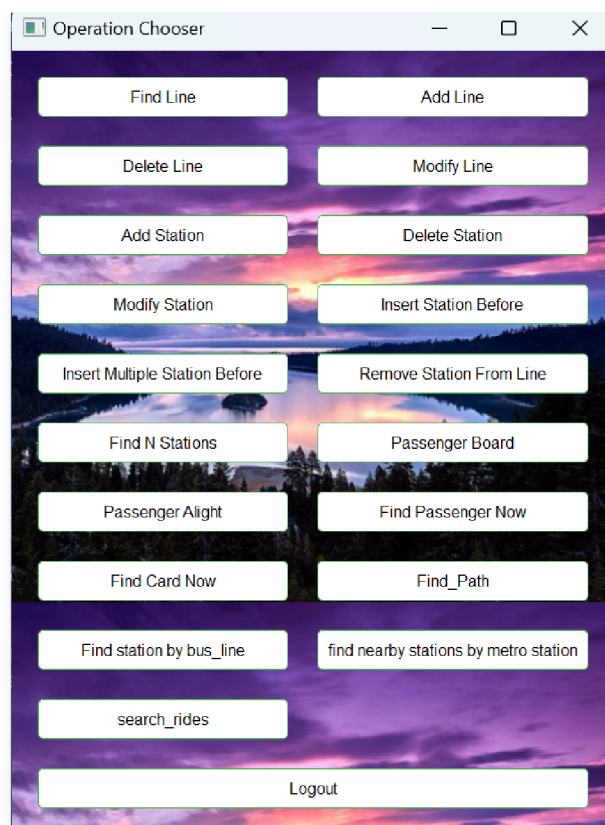 Operation Chooser
Find Line
Add Line
Delete Line
Modify Line
Add Station
Delete Station
Modify Station
Insert Station Before
Insert Multiple Station Before
Remove Station From Line
Find N Stations
Passenger Board
Passenger Alight
Find Passenger Now
Find Card Now
Find_Path
Find station by bus_line
find nearby stations by metro station
search_rides
Logout